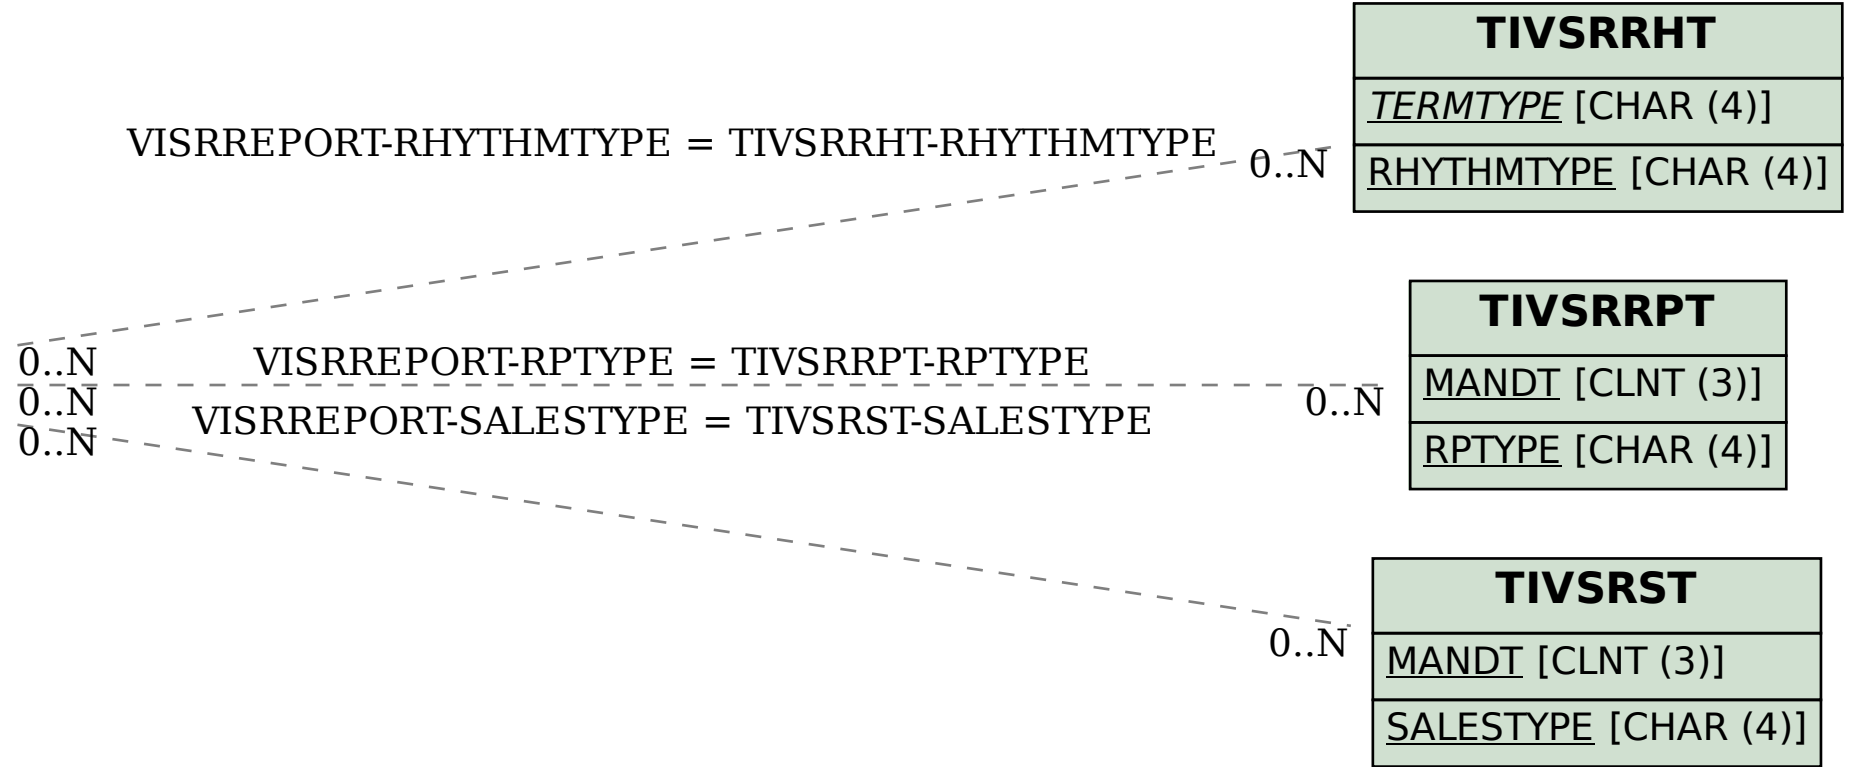 TIVSRRHT
TERMTYPE [CHAR (4)]
RHYTHMTYPE [CHAR (4)]
VISRREPORT-RHYTHMTYPE = TIVSRRHT-RHYTHMTYPE
0..N
0..N
VISRREPORT-RPTYPE = TIVSRRPT-RPTYPE
0..N
0..N
TIVSRRPT
MANDT [CLNT (3)]
RPTYPE [CHAR (4)]
VISRREPORT-SALESTYPE = TIVSRST-SALESTYPE
0..N
0..N
TIVSRST
MANDT [CLNT (3)]
SALESTYPE [CHAR (4)]